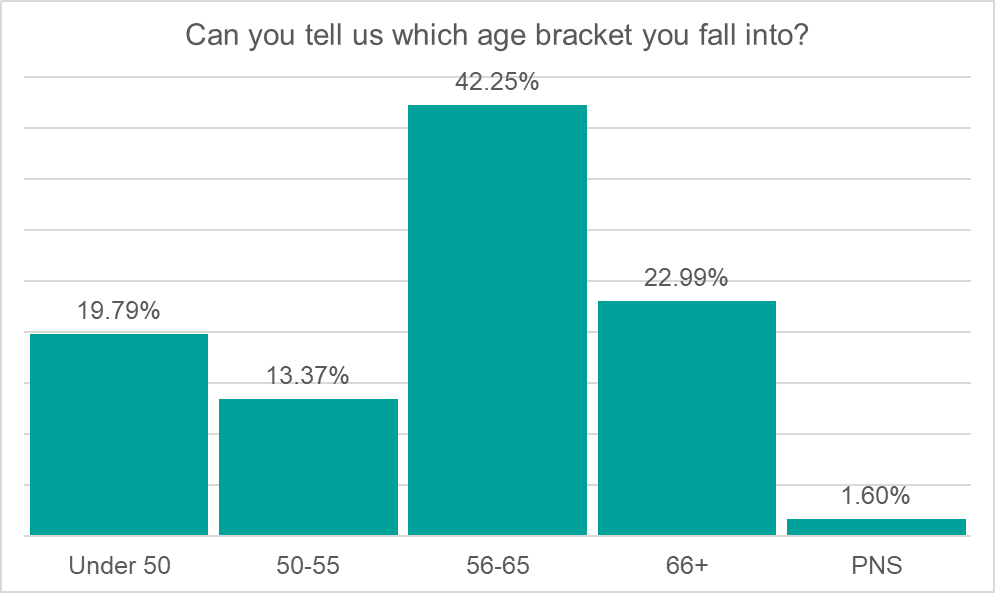 Can you tell us which age bracket you fall into?
42.25%
22.99%
19.79%
13.37%
1.60%
Under 50 50-55 56-65 66+ PNS